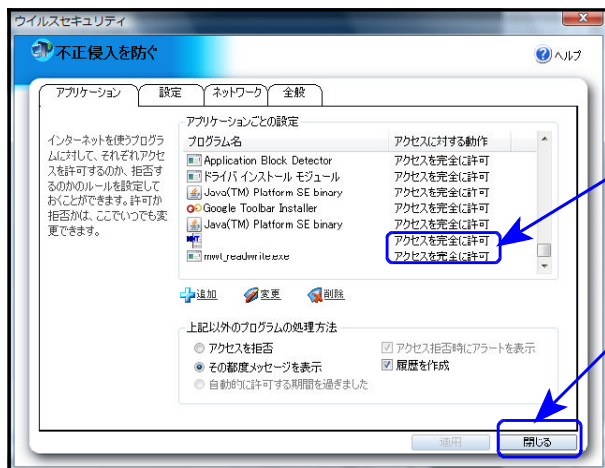 ウイルスセキュリティ
不正侵入を防ぐ
ヘルプ
アプリケーション 設定 ネットワーク 全般
インターネットを使うプログラ
ムに対して、それぞれアクセ
スを許可するのか、拒否す
るのかのルールを設定して
おくことができます。許可か
拒否かは、ここでいつでも変
更できます。
アプリケーションごとの設定
プログラム名 アクセスに対する動作
Application Block Detector アクセスを完全に許可
ドライバ インストール モジュール アクセスを完全に許可
Java(TM) Platform SE binary アクセスを完全に許可
Google Toolbar Installer アクセスを完全に許可
Java(TM) Platform SE binary アクセスを完全に許可
アクセスを完全に許可
mwt_readwrite.exe アクセスを完全に許可
追加 変更 削除
上記以外のプログラムの処理方法
アクセスを拒否
その都度メッセージを表示
自動的に許可する期間を過ぎました
アクセス拒否時にアラートを表示
履歴を作成
適用 閉じる